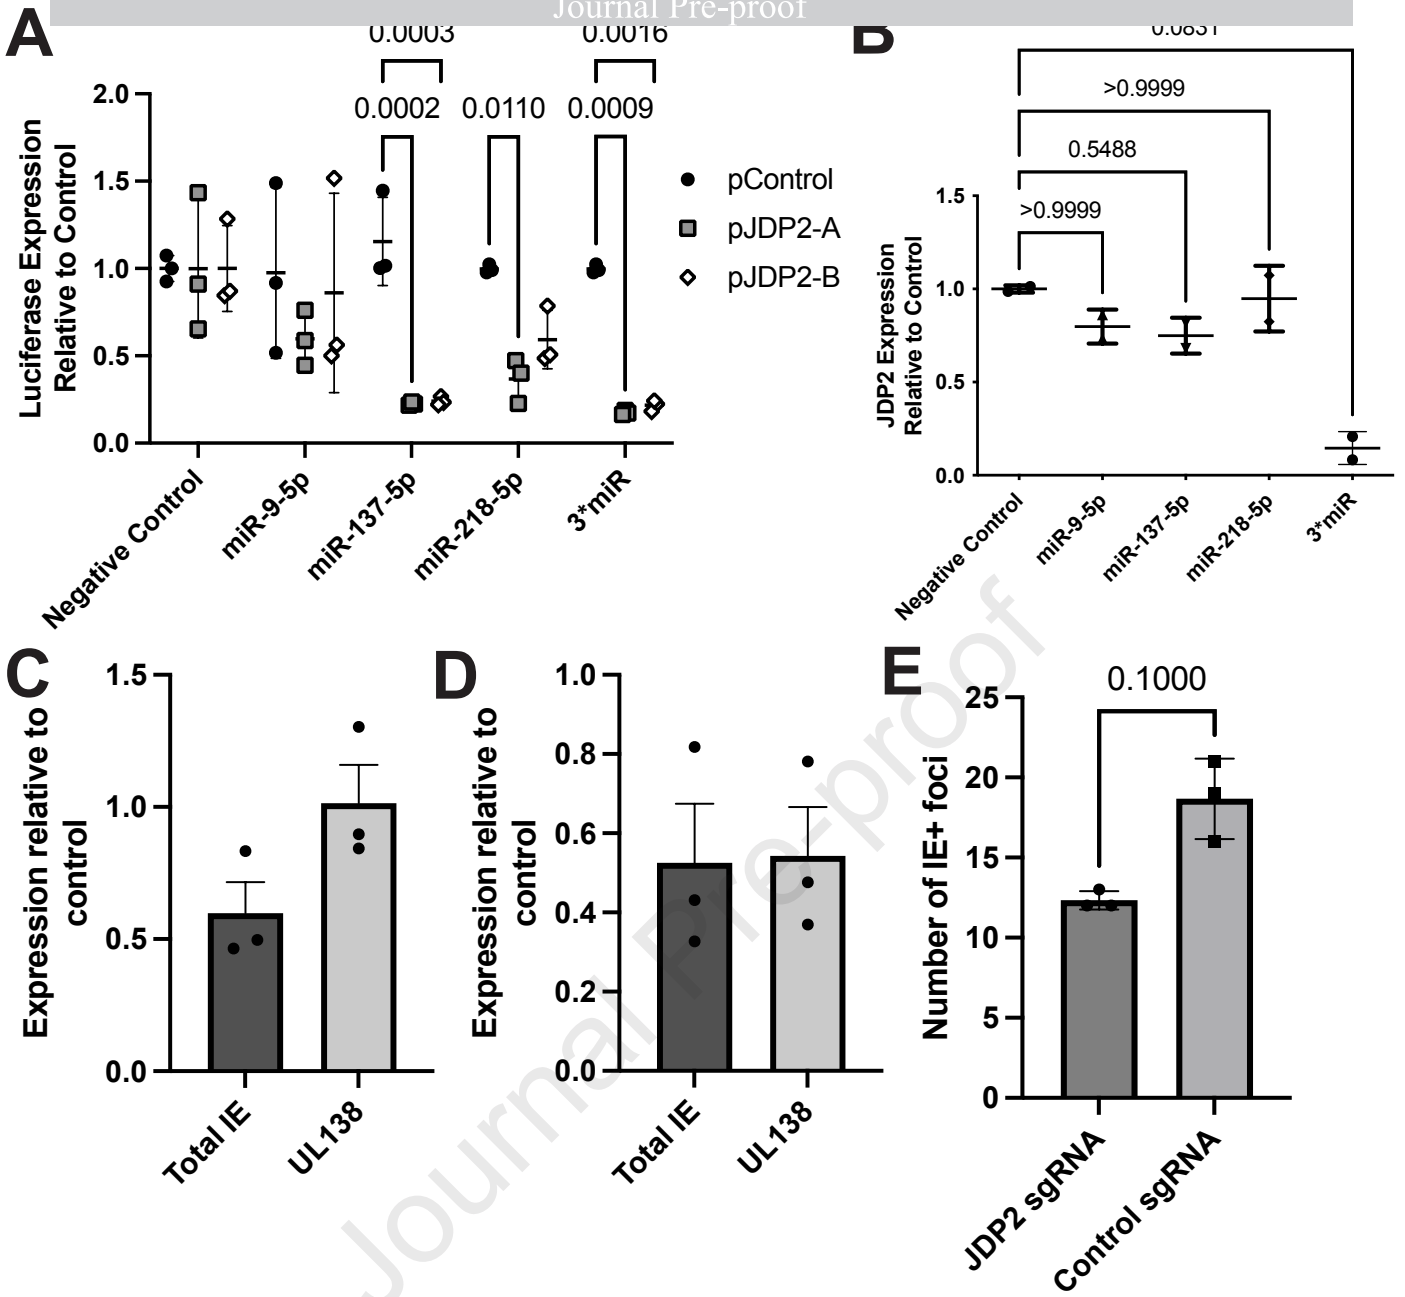 Journal Pre-proof
A
0.0003
0.0016
0.0002
0.0110
0.0009
Luciferase Expression
Relative to Control
2.0
1.5
1.0
0.5
0.0
pControl
pJDP2-A
pJDP2-B
Negative Control
miR-9-5p
miR-137-5p
miR-218-5p
3*miR
B
0.0831
>0.9999
0.5488
>0.9999
JDP2 Expression
Relative to Control
1.5
1.0
0.5
0.0
Negative Control
miR-9-5p
miR-137-5p
miR-218-5p
3*miR
C
Expression relative to
control
1.5
1.0
0.5
0.0
Total IE
UL138
D
Expression relative to
control
1.0
0.8
0.6
0.4
0.2
0.0
Total IE
UL138
E
0.1000
Number of IE+ foci
25
20
15
10
5
0
JDP2 sgRNA
Control sgRNA
Journal Pre-proof